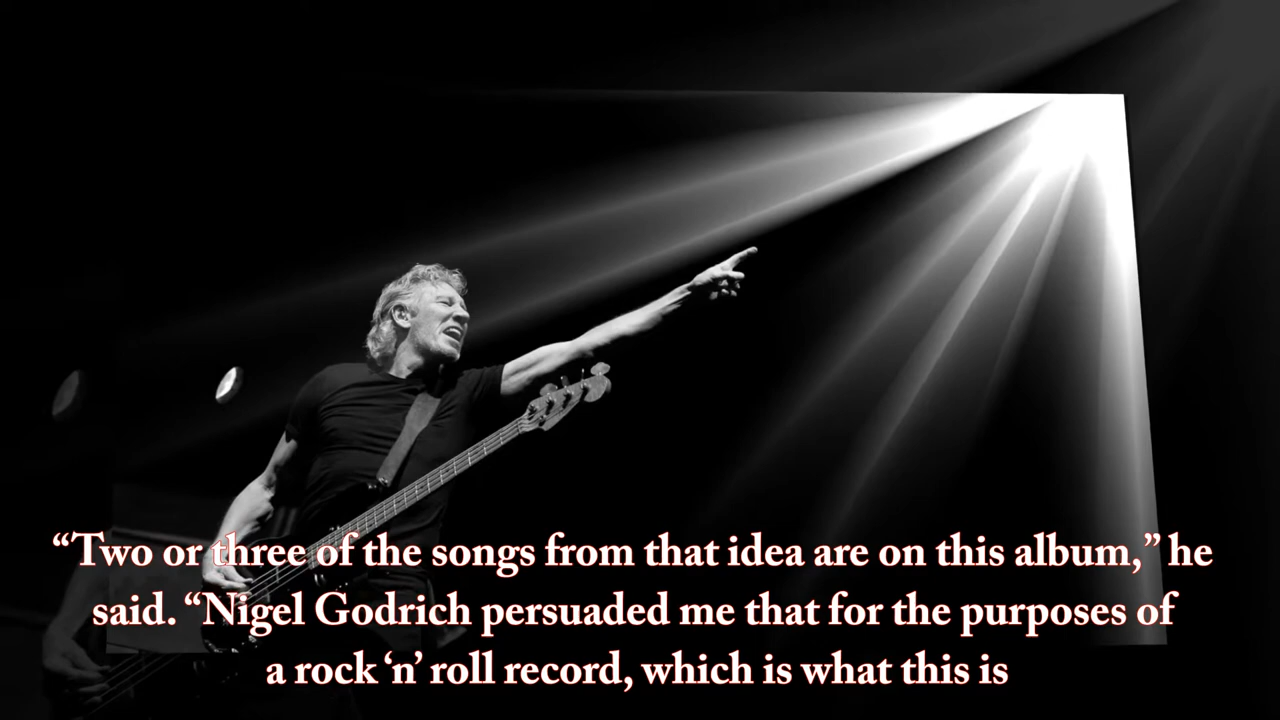 “Two or three of the songs from that idea are on this album,” he
said. “Nigel Godrich persuaded me that for the purposes of
a rock ‘n’ roll record, which is what this is